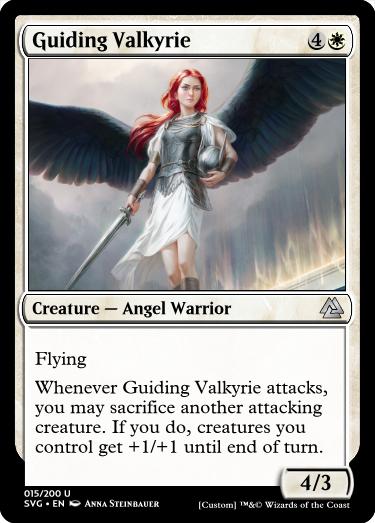 Guiding Valkyrie 4
Creature — Angel Warrior
Flying
Whenever Guiding Valkyrie attacks,
you may sacrifice another attacking
creature. If you do, creatures you
control get +1/+1 until end of turn.
4/3
015/200 U
SVG • EN Anna Steinbauer
[Custom] ™&© Wizards of the Coast